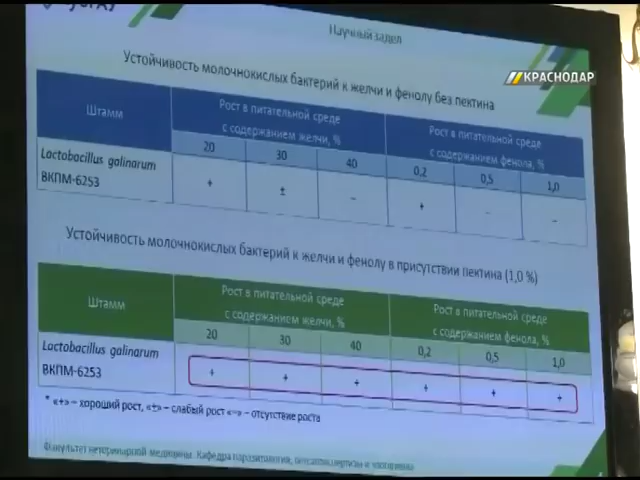 Научный задел
КРАСНОДАР
Устойчивость молочнокислых бактерий к желчи и фенолу без пектина
Штамм
Рост в питательной среде
с содержанием желчи, %
Рост в питательной среде
с содержанием фенола, %
20 30 40 0,2 0,5 1,0
Lactobacillus galinarum
ВКПМ-6253
+ ± – + – –
Устойчивость молочнокислых бактерий к желчи и фенолу в присутствии пектина (1,0 %)
Штамм
Рост в питательной среде
с содержанием желчи, %
Рост в питательной среде
с содержанием фенола, %
20 30 40 0,2 0,5 1,0
Lactobacillus galinarum
ВКПМ-6253
+ + + + + +
* «+» – хороший рост, «±» – слабый рост «–» – отсутствие роста
Факультет ветеринарной медицины. Кафедра паразитологии, ветсанэкспертизы и зоогигиены